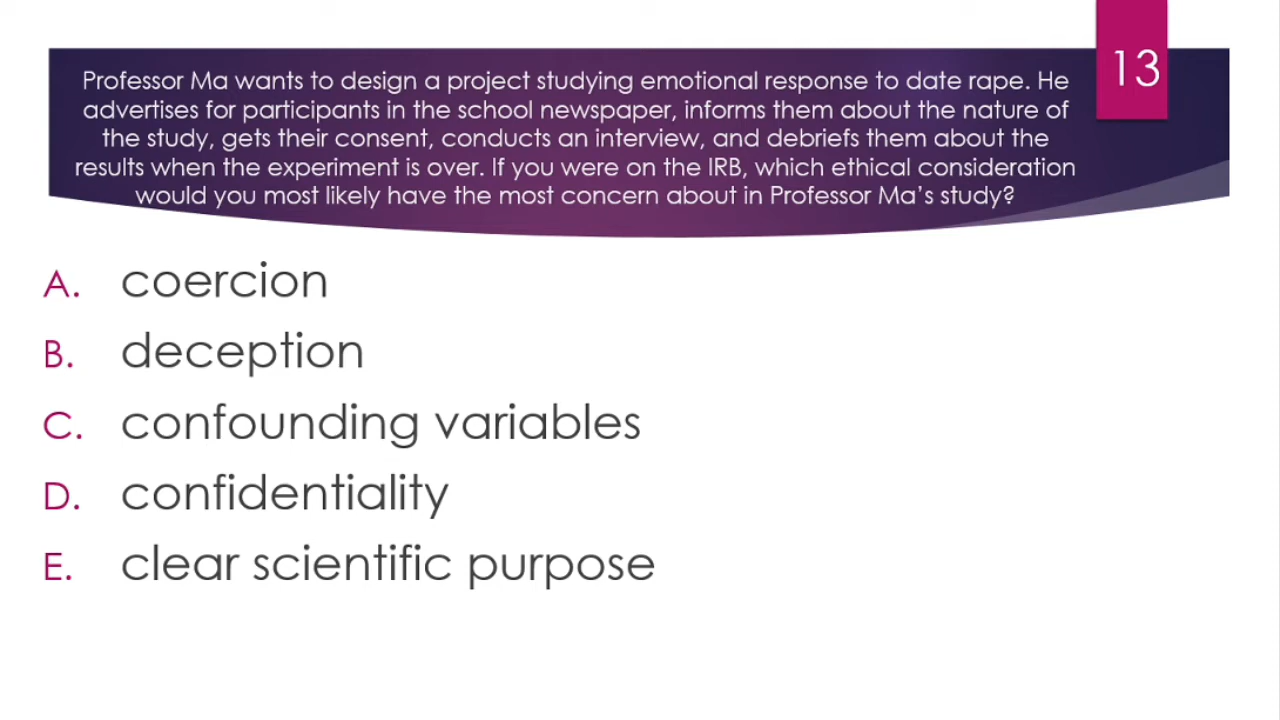 13
Professor Ma wants to design a project studying emotional response to date rape. He
advertises for participants in the school newspaper, informs them about the nature of
the study, gets their consent, conducts an interview, and debriefs them about the
results when the experiment is over. If you were on the IRB, which ethical consideration
would you most likely have the most concern about in Professor Ma's study?
A. coercion
B. deception
C. confounding variables
D. confidentiality
E. clear scientific purpose